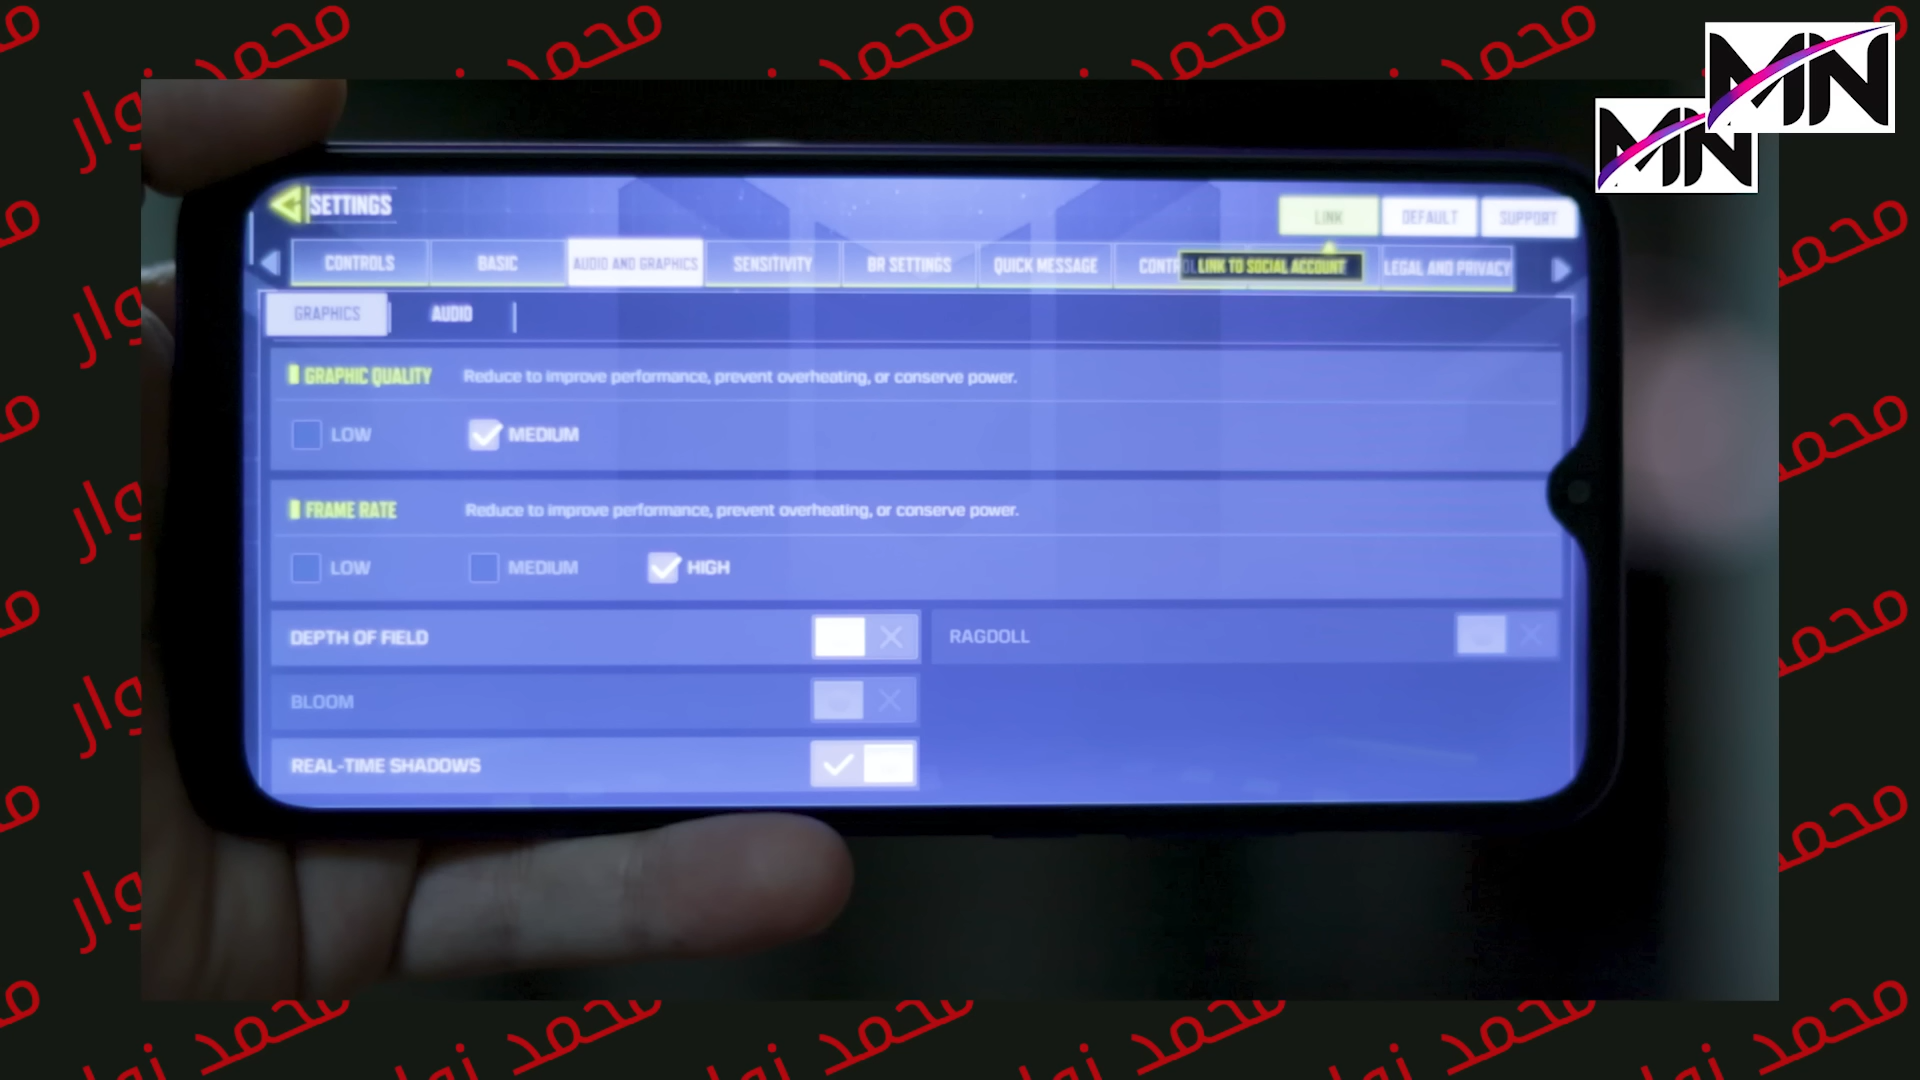 محمد نوار
MN
MN
SETTINGS
LINK
DEFAULT
SUPPORT
CONTROLS
BASIC
AUDIO AND GRAPHICS
SENSITIVITY
BR SETTINGS
QUICK MESSAGE
LINK TO SOCIAL ACCOUNT
LEGAL AND PRIVACY
GRAPHICS
AUDIO
GRAPHIC QUALITY
Reduce to improve performance, prevent overheating, or conserve power.
LOW
MEDIUM
FRAME RATE
Reduce to improve performance, prevent overheating, or conserve power.
LOW
MEDIUM
HIGH
DEPTH OF FIELD
RAGDOLL
BLOOM
REAL-TIME SHADOWS